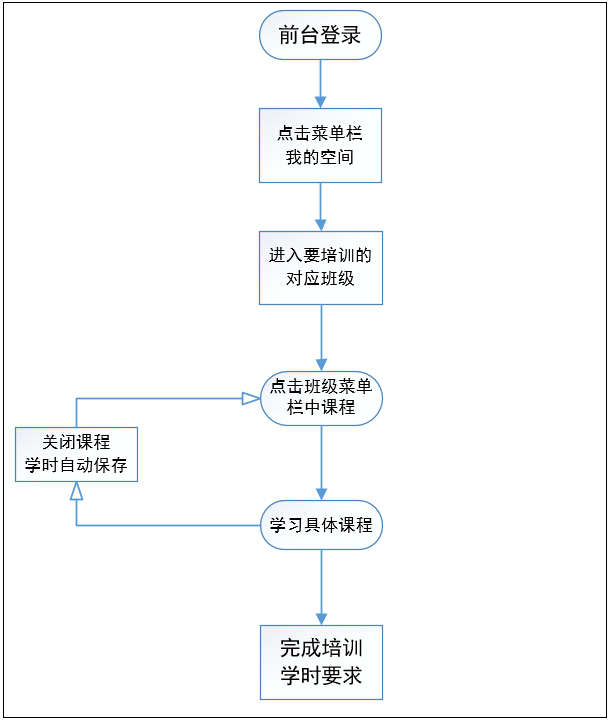 前台登录
点击菜单栏
我的空间
进入要培训的
对应班级
点击班级菜单
栏中课程
关闭课程
学时自动保存
学习具体课程
完成培训
学时要求